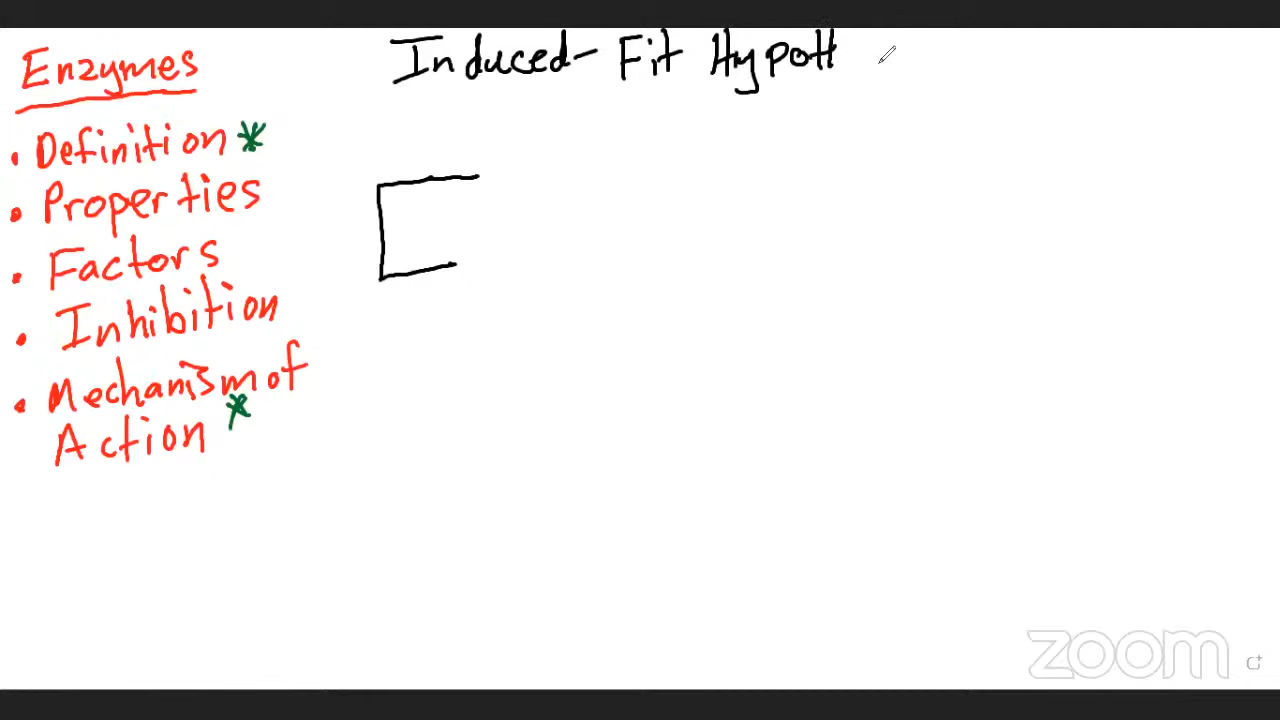 Enzymes
• Definition *
• Properties
• Factors
• Inhibition
• Mechanism of
Action *
Induced-Fit Hypoth
zoom